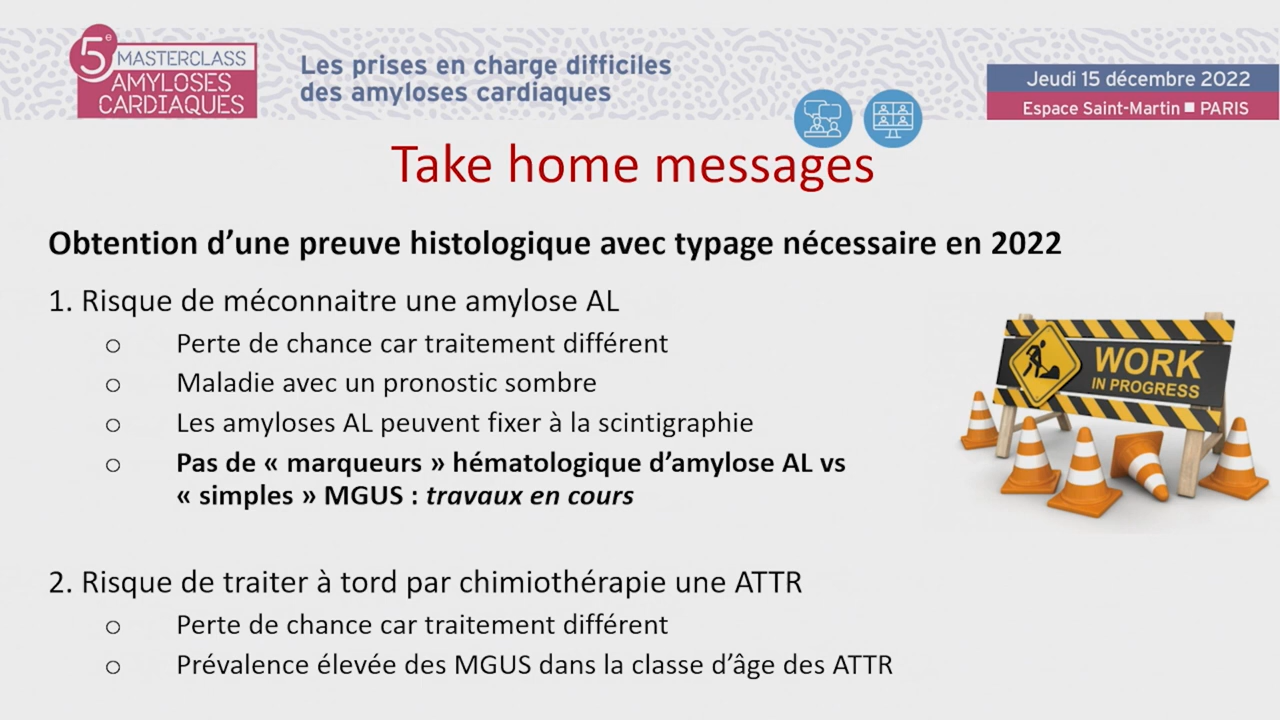 5e MASTERCLASS
AMYLOSES
CARDIAQUES
Les prises en charge difficiles
des amyloses cardiaques
Jeudi 15 décembre 2022
Espace Saint-Martin ■ PARIS
Take home messages
Obtention d’une preuve histologique avec typage nécessaire en 2022
1. Risque de méconnaitre une amylose AL
o Perte de chance car traitement différent
o Maladie avec un pronostic sombre
o Les amyloses AL peuvent fixer à la scintigraphie
o Pas de « marqueurs » hématologique d’amylose AL vs
« simples » MGUS : travaux en cours
WORK
IN PROGRESS
2. Risque de traiter à tord par chimiothérapie une ATTR
o Perte de chance car traitement différent
o Prévalence élevée des MGUS dans la classe d’âge des ATTR